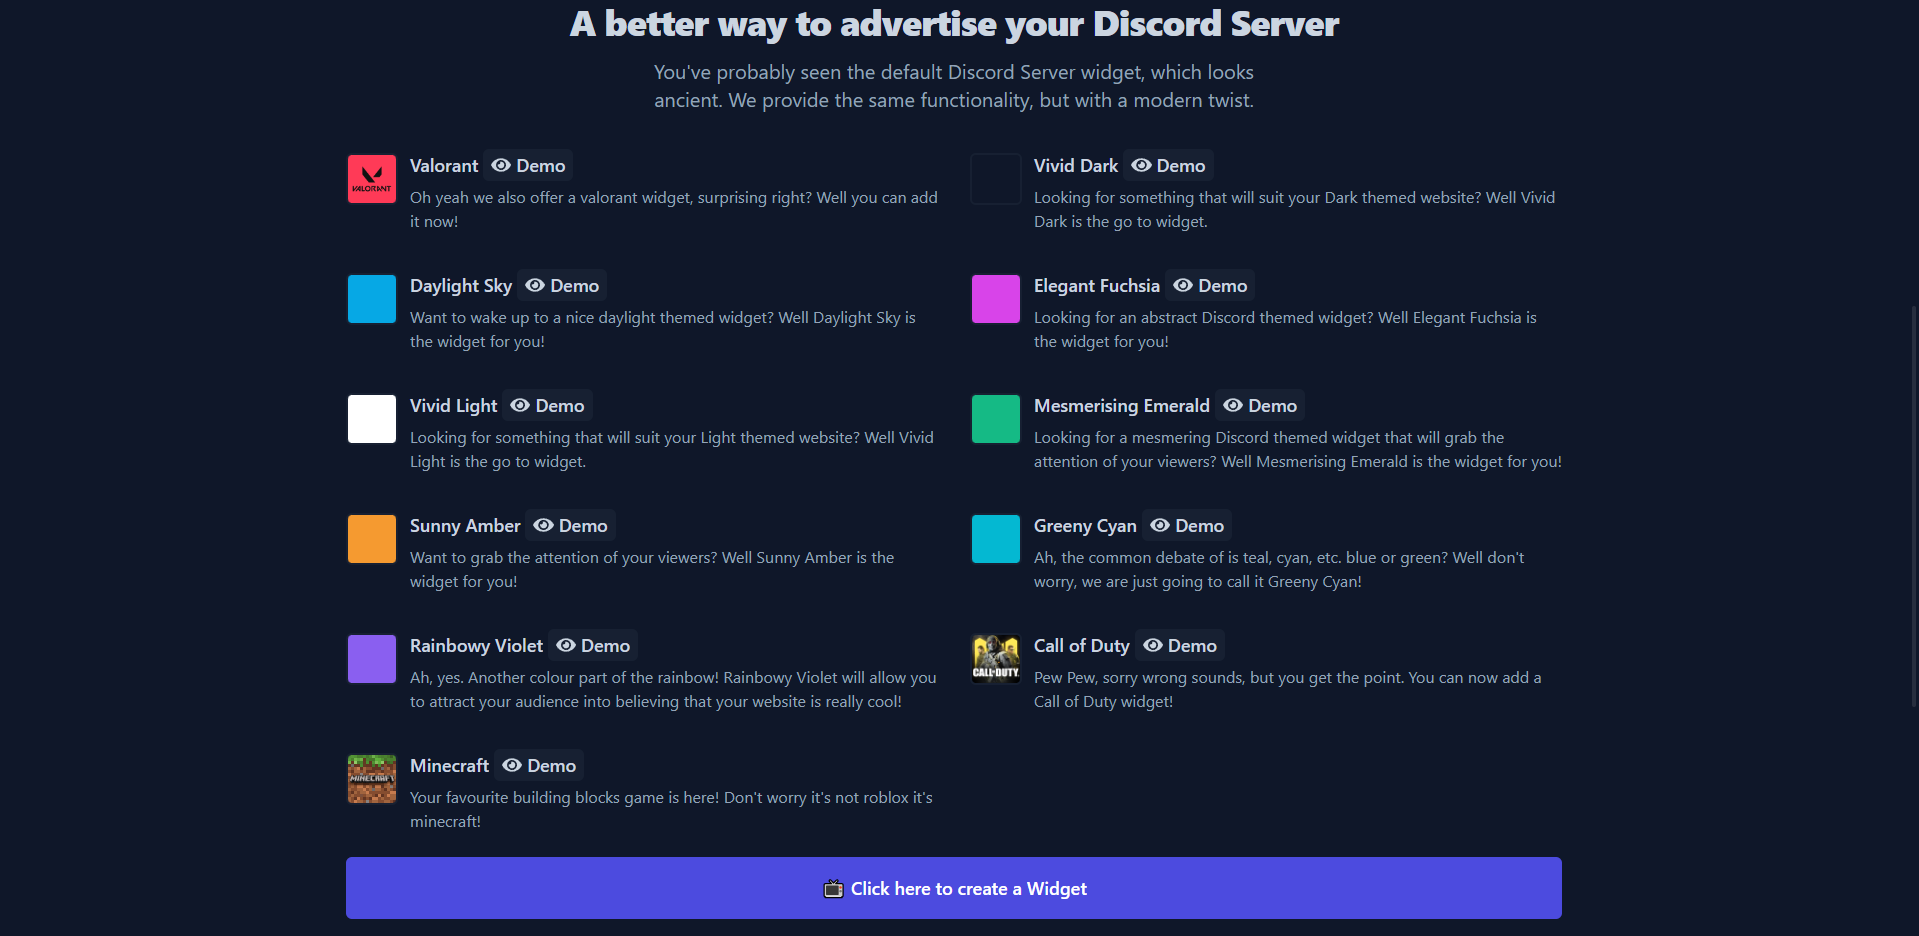 A better way to advertise your Discord Server
You've probably seen the default Discord Server widget, which looks
ancient. We provide the same functionality, but with a modern twist.
VALORANT
Valorant Demo
Oh yeah we also offer a valorant widget, surprising right? Well you can add
it now!
Vivid Dark Demo
Looking for something that will suit your Dark themed website? Well Vivid
Dark is the go to widget.
Daylight Sky Demo
Want to wake up to a nice daylight themed widget? Well Daylight Sky is
the widget for you!
Elegant Fuchsia Demo
Looking for an abstract Discord themed widget? Well Elegant Fuchsia is
the widget for you!
Vivid Light Demo
Looking for something that will suit your Light themed website? Well Vivid
Light is the go to widget.
Mesmerising Emerald Demo
Looking for a mesmering Discord themed widget that will grab the
attention of your viewers? Well Mesmerising Emerald is the widget for you!
Sunny Amber Demo
Want to grab the attention of your viewers? Well Sunny Amber is the
widget for you!
Greeny Cyan Demo
Ah, the common debate of is teal, cyan, etc. blue or green? Well don't
worry, we are just going to call it Greeny Cyan!
Rainbowy Violet Demo
Ah, yes. Another colour part of the rainbow! Rainbowy Violet will allow you
to attract your audience into believing that your website is really cool!
CALL OF DUTY
Call of Duty Demo
Pew Pew, sorry wrong sounds, but you get the point. You can now add a
Call of Duty widget!
MINECRAFT
Minecraft Demo
Your favourite building blocks game is here! Don't worry it's not roblox it's
minecraft!
Click here to create a Widget